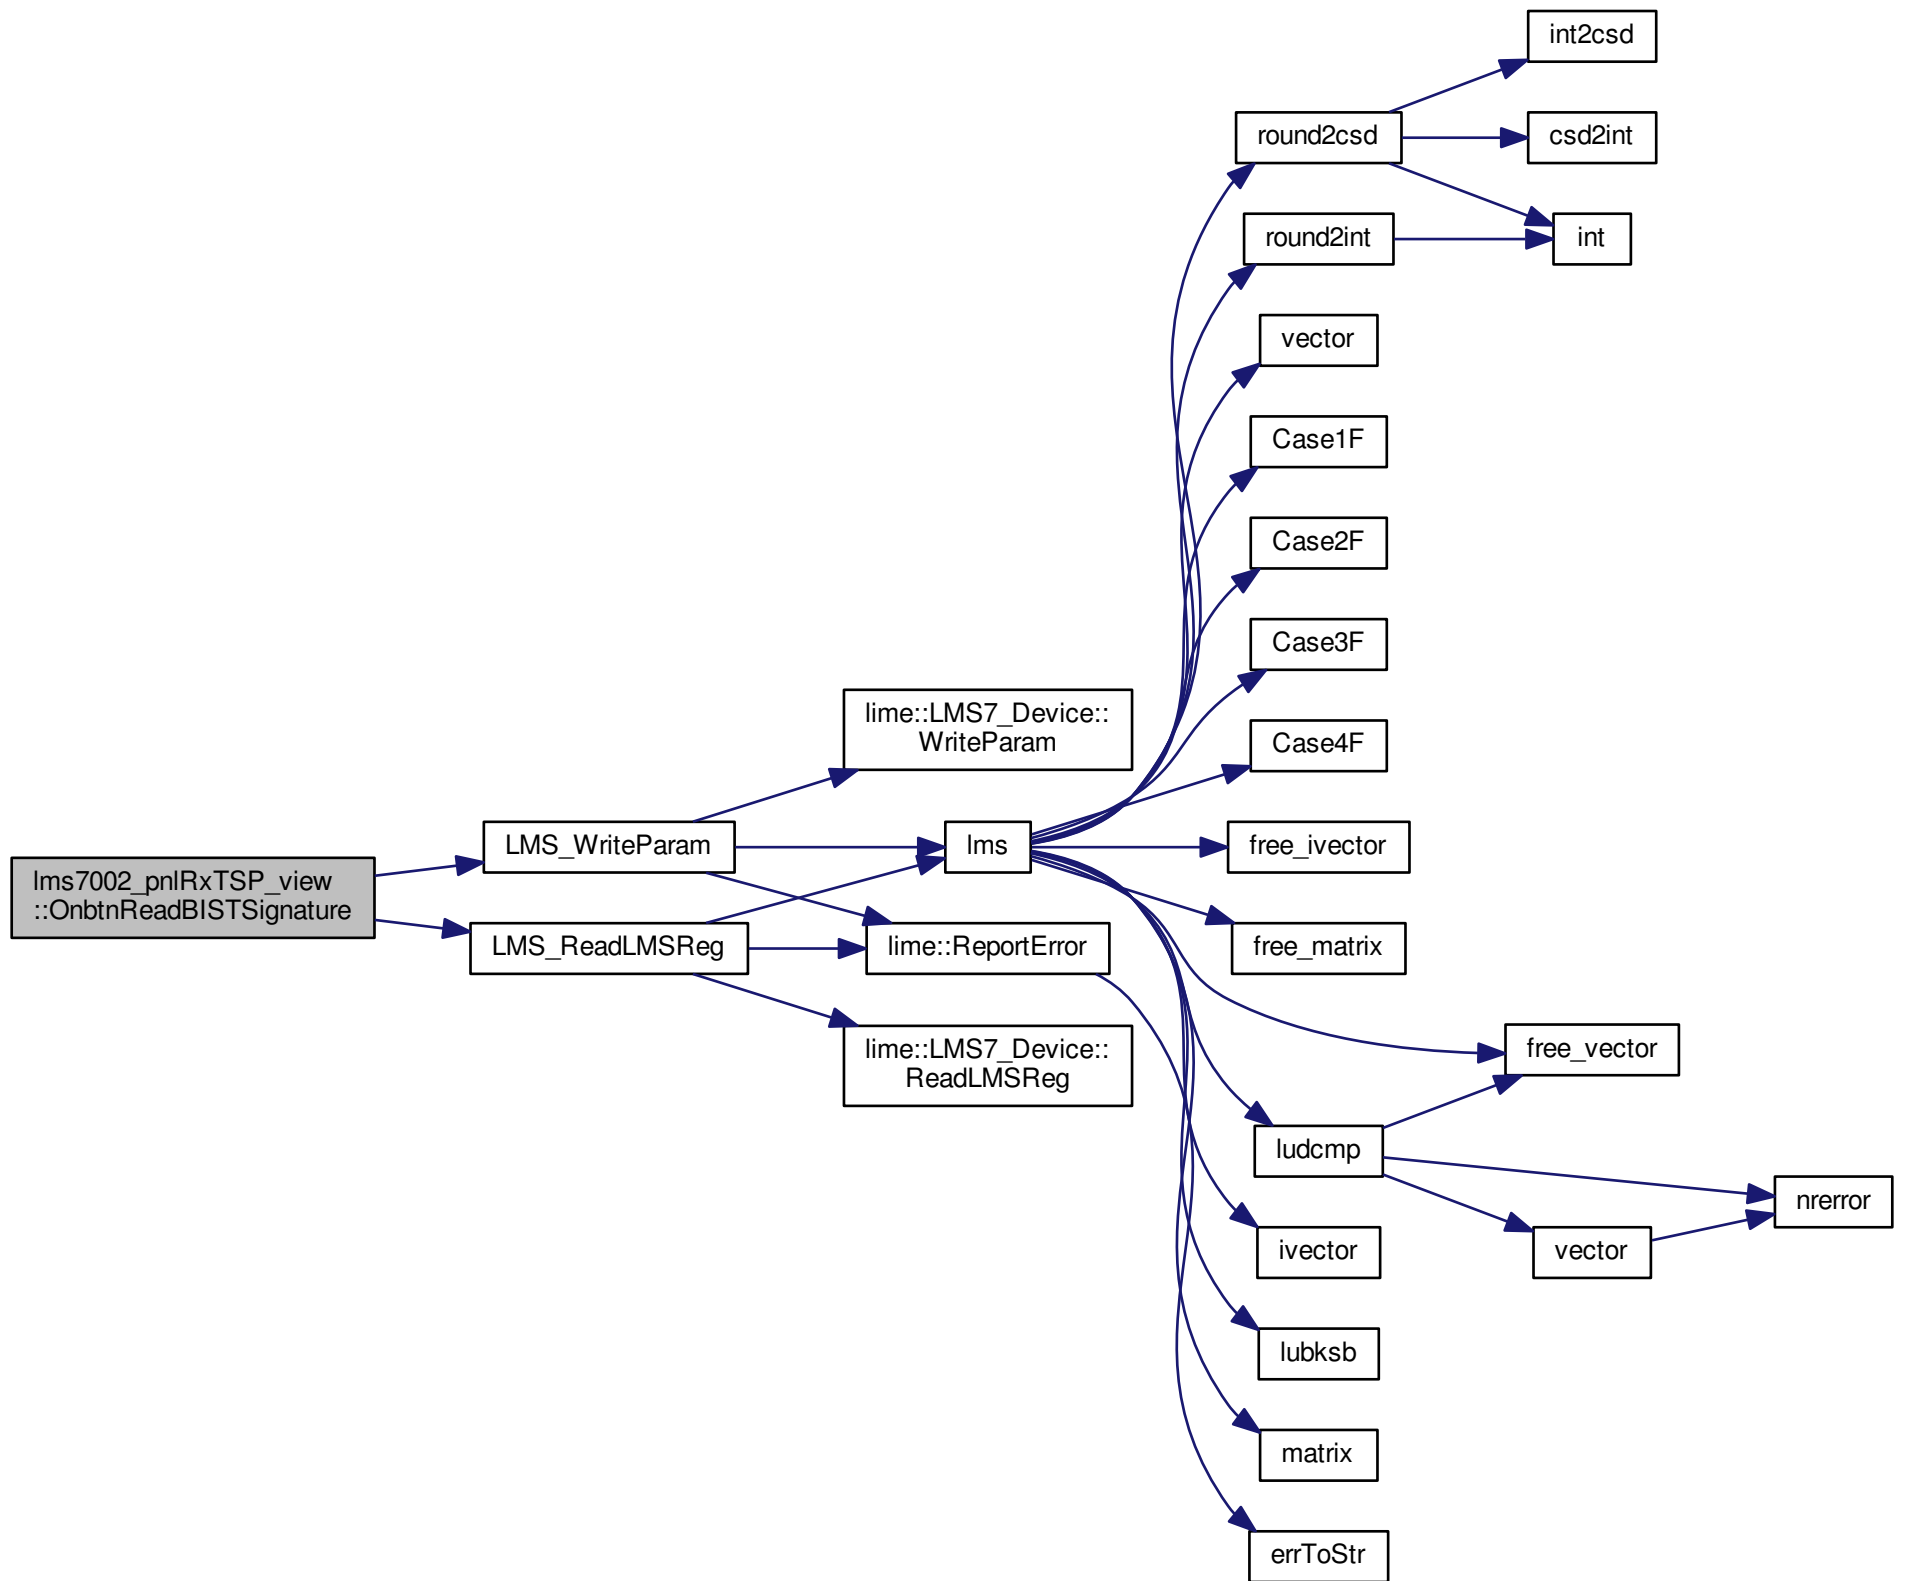 int2csd
round2csd
csd2int
round2int
int
vector
Case1F
Case2F
Case3F
lime::LMS7_Device::
WriteParam
Case4F
LMS_WriteParam
lms
free_ivector
lms7002_pnlRxTSP_view
::OnbtnReadBISTSignature
LMS_ReadLMSReg
lime::ReportError
free_matrix
lime::LMS7_Device::
ReadLMSReg
free_vector
ludcmp
nrerror
ivector
vector
lubksb
matrix
errToStr